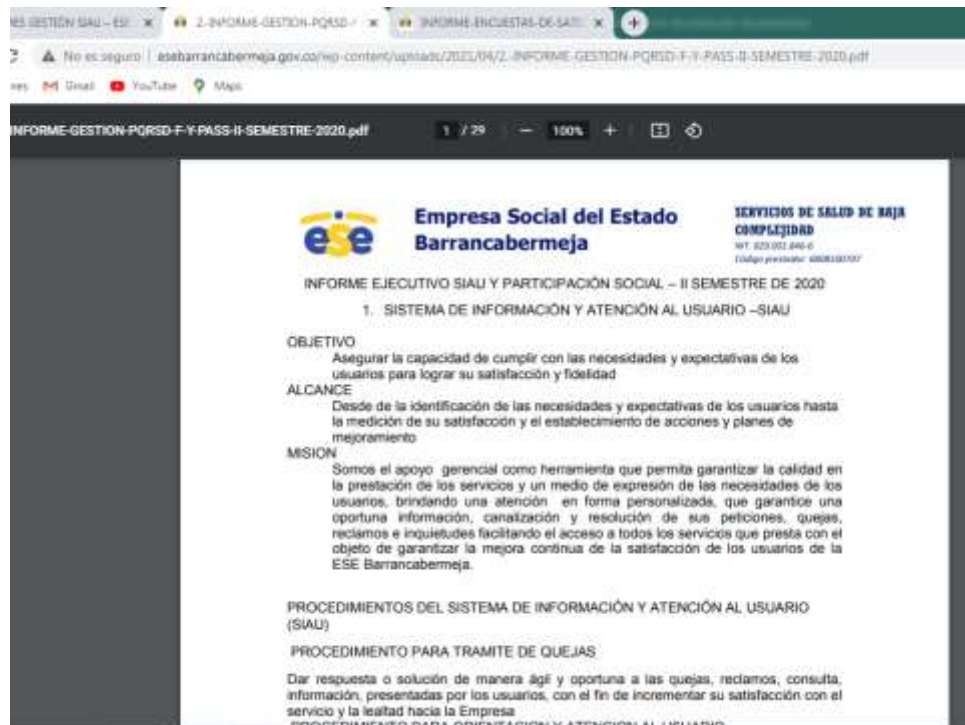 ES GESTIÓN SIAU – ES
2.-INFORME-GESTION-PQRSD-F
INFORME-ENCUESTAS-DE-SATI
No es seguro | esebarrancabermeja.gov.co/wp-content/uploads/2021/04/2.-INFORME-GESTION-PQRSD-F-Y-PASS-II-SEMESTRE-2020.pdf
Gmail YouTube Maps
INFORME-GESTION-PQRSD-F-Y-PASS-II-SEMESTRE-2020.pdf 1 / 29 — 100% +
ese
Empresa Social del Estado
Barrancabermeja
SERVICIOS DE SALUD DE BAJA
COMPLEJIDAD
Código prestador:
INFORME EJECUTIVO SIAU Y PARTICIPACIÓN SOCIAL – II SEMESTRE DE 2020
1. SISTEMA DE INFORMACIÓN Y ATENCIÓN AL USUARIO –SIAU
OBJETIVO
Asegurar la capacidad de cumplir con las necesidades y expectativas de los
usuarios para lograr su satisfacción y fidelidad
ALCANCE
Desde de la identificación de las necesidades y expectativas de los usuarios hasta
la medición de su satisfacción y el establecimiento de acciones y planes de
mejoramiento
MISION
Somos el apoyo gerencial como herramienta que permita garantizar la calidad en
la prestación de los servicios y un medio de expresión de las necesidades de los
usuarios, brindando una atención en forma personalizada, que garantice una
oportuna información, canalización y resolución de sus peticiones, quejas,
reclamos e inquietudes facilitando el acceso a todos los servicios que presta con el
objeto de garantizar la mejora continua de la satisfacción de los usuarios de la
ESE Barrancabermeja.
PROCEDIMIENTOS DEL SISTEMA DE INFORMACIÓN Y ATENCIÓN AL USUARIO
(SIAU)
PROCEDIMIENTO PARA TRAMITE DE QUEJAS
Dar respuesta o solución de manera ágil y oportuna a las quejas, reclamos, consulta,
información, presentadas por los usuarios, con el fin de incrementar su satisfacción con el
servicio y la lealtad hacia la Empresa
PROCEDIMIENTO PARA ORIENTACION Y ATENCION AL USUARIO